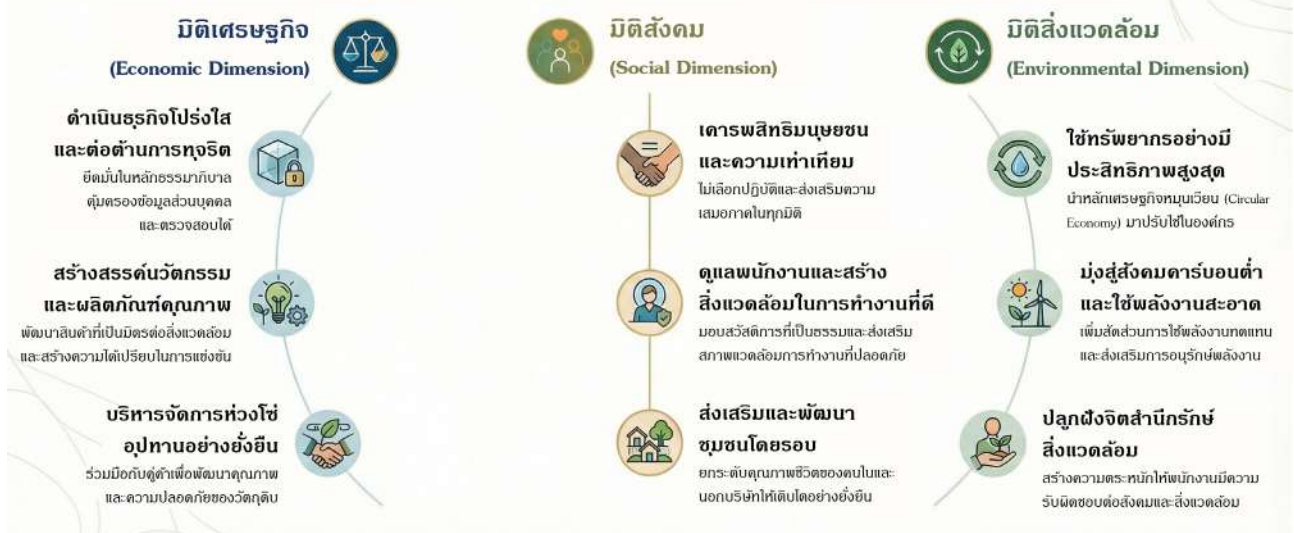 มิติเศรษฐกิจ
(Economic Dimension)
ดำเนินธุรกิจโปร่งใส
และต่อต้านการทุจริต
ยึดมั่นในหลักธรรมาภิบาล
คุ้มครองข้อมูลส่วนบุคคล
และตรวจสอบได้
สร้างสรรค์นวัตกรรม
และผลิตภัณฑ์คุณภาพ
พัฒนาสินค้าที่เป็นมิตรต่อสิ่งแวดล้อม
และสร้างความได้เปรียบในการแข่งขัน
บริหารจัดการห่วงโซ่
อุปทานอย่างยั่งยืน
ร่วมมือกับคู่ค้าเพื่อพัฒนาคุณภาพ
และความปลอดภัยของวัตถุดิบ
มิติสังคม
(Social Dimension)
เคารพสิทธิมนุษยชน
และความเท่าเทียม
ไม่เลือกปฏิบัติและส่งเสริมความ
เสมอภาคในทุกมิติ
ดูแลพนักงานและสร้าง
สิ่งแวดล้อมในการทำงานที่ดี
มอบสวัสดิการที่เป็นธรรมและส่งเสริม
สภาพแวดล้อมการทำงานที่ปลอดภัย
ส่งเสริมและพัฒนา
ชุมชนโดยรอบ
ยกระดับคุณภาพชีวิตของคนในและ
นอกบริษัทให้เติบโตอย่างยั่งยืน
มิติสิ่งแวดล้อม
(Environmental Dimension)
ใช้ทรัพยากรอย่างมี
ประสิทธิภาพสูงสุด
นำหลักเศรษฐกิจหมุนเวียน (Circular
Economy) มาปรับใช้ในองค์กร
มุ่งสู่สังคมคาร์บอนต่ำ
และใช้พลังงานสะอาด
เพิ่มสัดส่วนการใช้พลังงานทดแทน
และส่งเสริมการอนุรักษ์พลังงาน
ปลูกฝังจิตสำนึกรักษ์
สิ่งแวดล้อม
สร้างความตระหนักให้พนักงานมีความ
รับผิดชอบต่อสังคมและสิ่งแวดล้อม